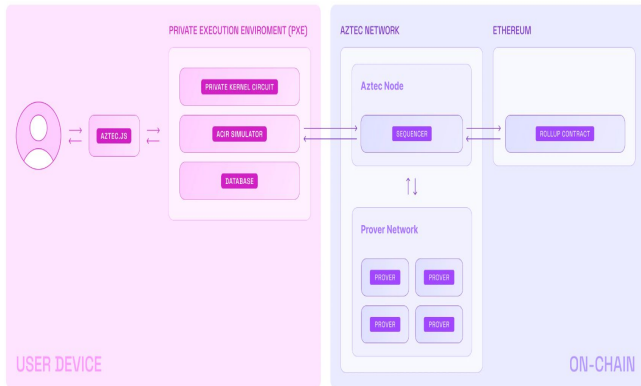 PRIVATE EXECUTION ENVIROMENT (PXE)
AZTEC NETWORK
ETHEREUM
PRIVATE KERNEL CIRCUIT
Aztec Node
AZTEC.JS
ACIR SIMULATOR
SEQUENCER
ROLLUP CONTRACT
DATABASE
Prover Network
PROVER
PROVER
PROVER
PROVER
USER DEVICE
ON-CHAIN